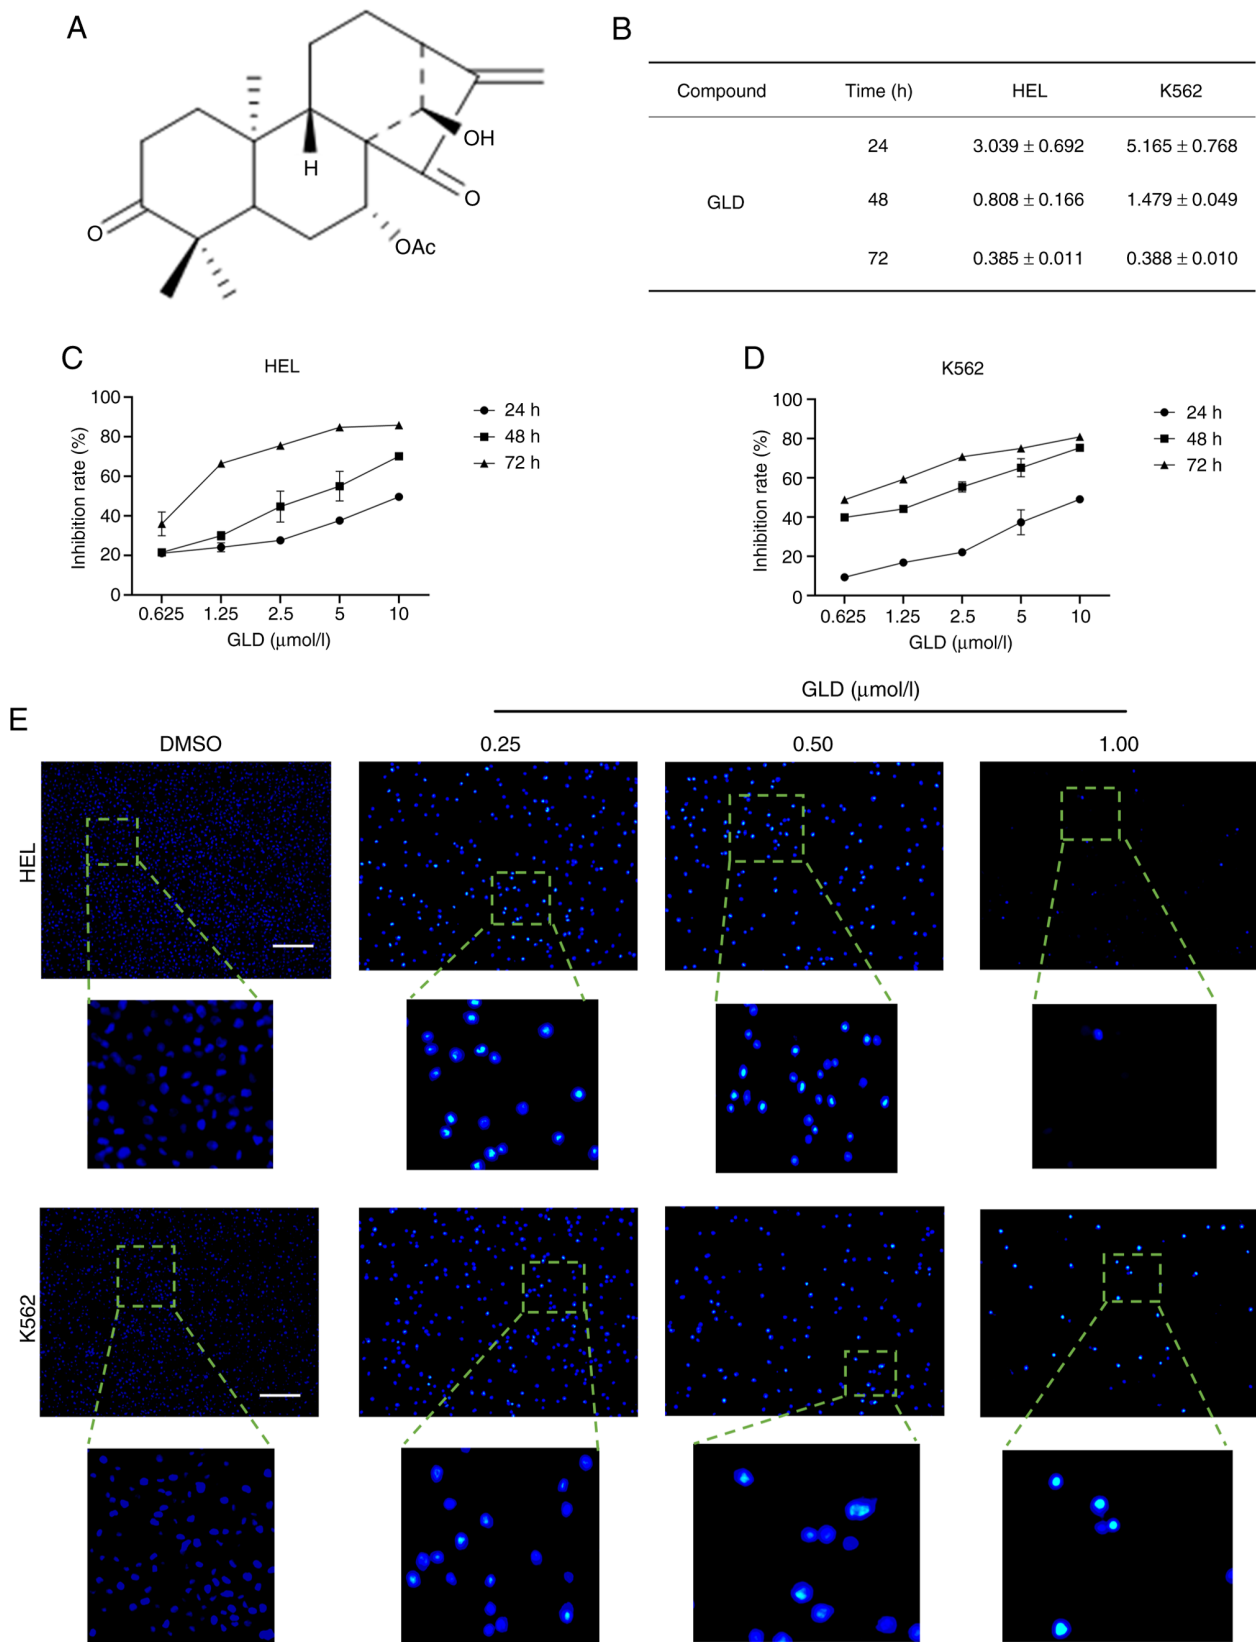 A
H
OH
O
O
OAc
B
Compound Time (h) HEL K562
24 3.039 ± 0.692 5.165 ± 0.768
GLD 48 0.808 ± 0.166 1.479 ± 0.049
72 0.385 ± 0.011 0.388 ± 0.010
C
HEL
100
80
60
40
20
0
Inhibition rate (%)
0.625 1.25 2.5 5 10
GLD (μmol/l)
24 h
48 h
72 h
D
K562
100
80
60
40
20
0
Inhibition rate (%)
0.625 1.25 2.5 5 10
GLD (μmol/l)
24 h
48 h
72 h
E
GLD (μmol/l)
DMSO 0.25 0.50 1.00
HEL
K562